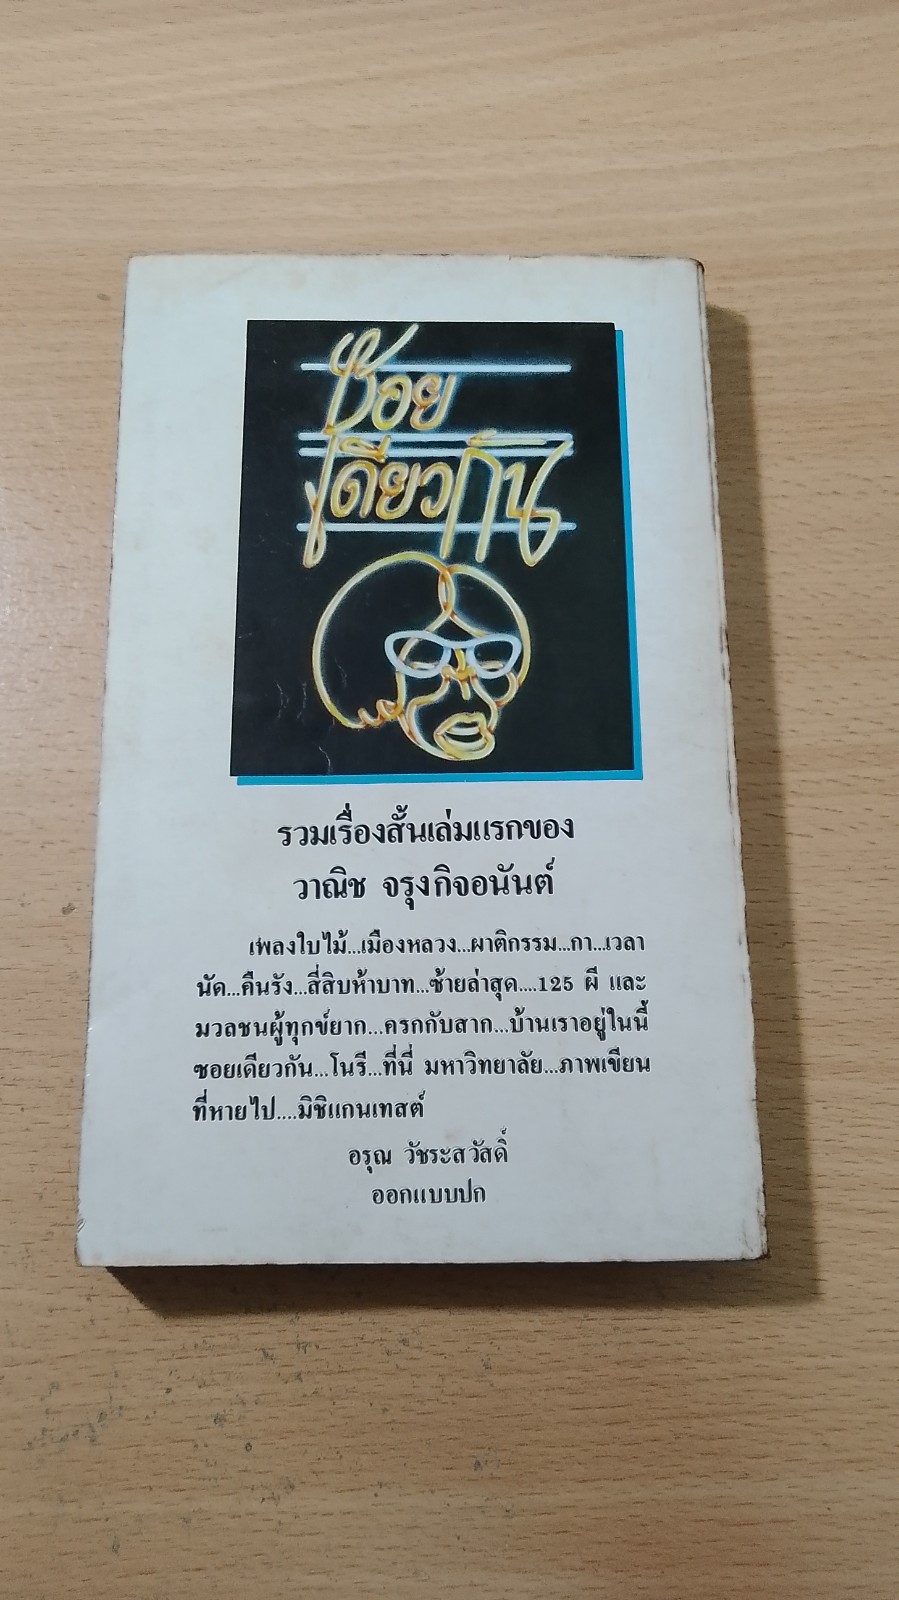 ซอย
เดียวกัน
รวมเรื่องสั้นเล่มแรกของ
วาณิช จรุงกิจอนันต์
เพลงใบไม้...เมืองหลวง...ผาติกรรม...กา...เวลา
นัด...คืนรัง...สี่สิบห้าบาท...ซ้ายล่าสุด....125 ผี และ
มวลชนผู้ทุกข์ยาก...ครกกับสาก...บ้านเราอยู่ในนี้
ซอยเดียวกัน...โนรี...ที่นี่ มหาวิทยาลัย...ภาพเขียน
ที่หายไป....มิชิแกนเทสต์
อรุณ วัชระสวัสดิ์
ออกแบบปก